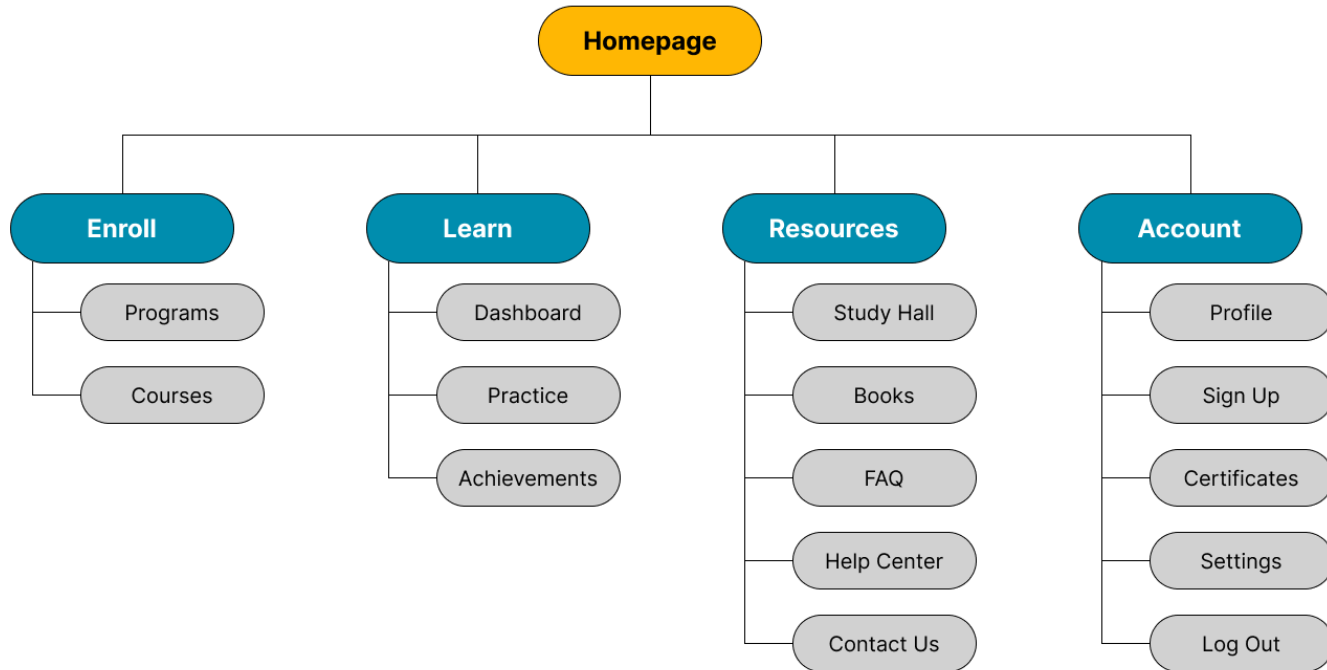 Homepage
Enroll
Programs
Courses
Learn
Dashboard
Practice
Achievements
Resources
Study Hall
Books
FAQ
Help Center
Contact Us
Account
Profile
Sign Up
Certificates
Settings
Log Out